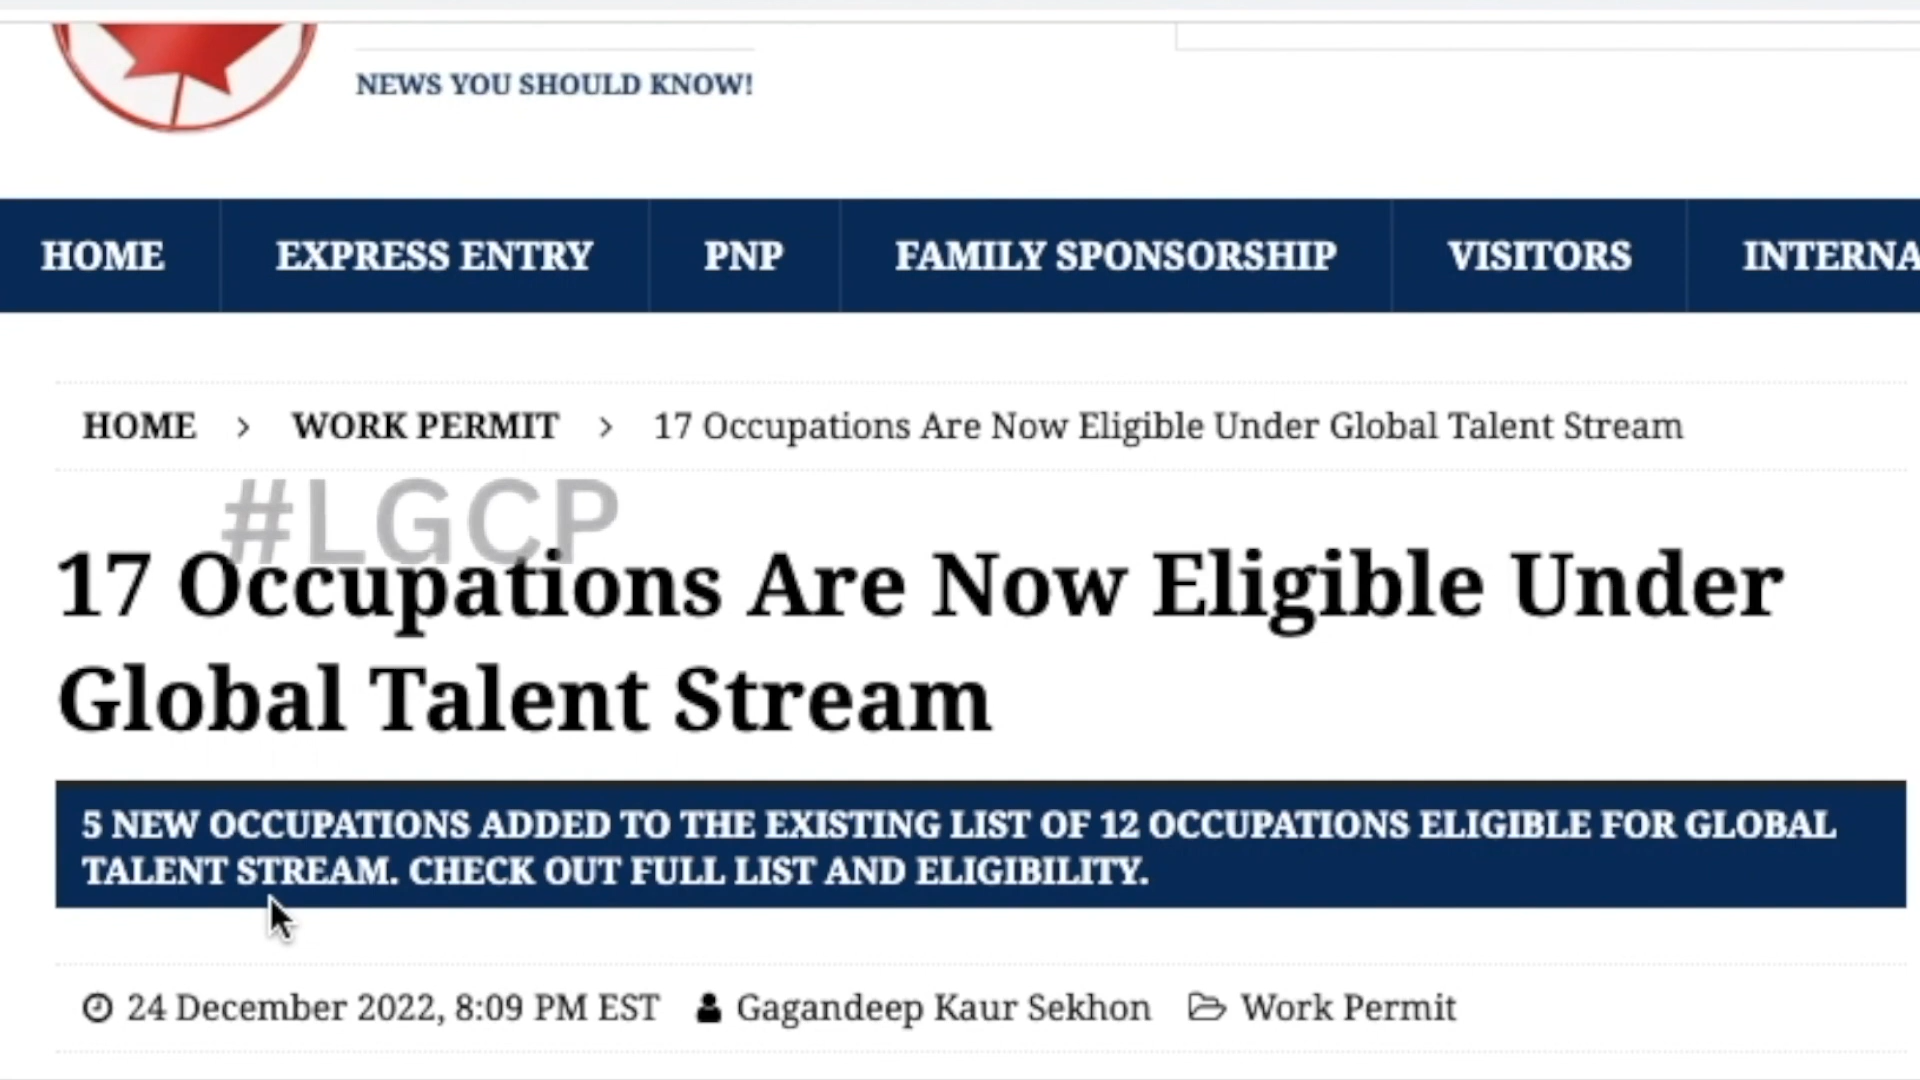 NEWS YOU SHOULD KNOW!
HOME EXPRESS ENTRY PNP FAMILY SPONSORSHIP VISITORS INTERNA
HOME > WORK PERMIT > 17 Occupations Are Now Eligible Under Global Talent Stream
#LGCP
17 Occupations Are Now Eligible Under
Global Talent Stream
5 NEW OCCUPATIONS ADDED TO THE EXISTING LIST OF 12 OCCUPATIONS ELIGIBLE FOR GLOBAL
TALENT STREAM. CHECK OUT FULL LIST AND ELIGIBILITY.
24 December 2022, 8:09 PM EST Gagandeep Kaur Sekhon Work Permit